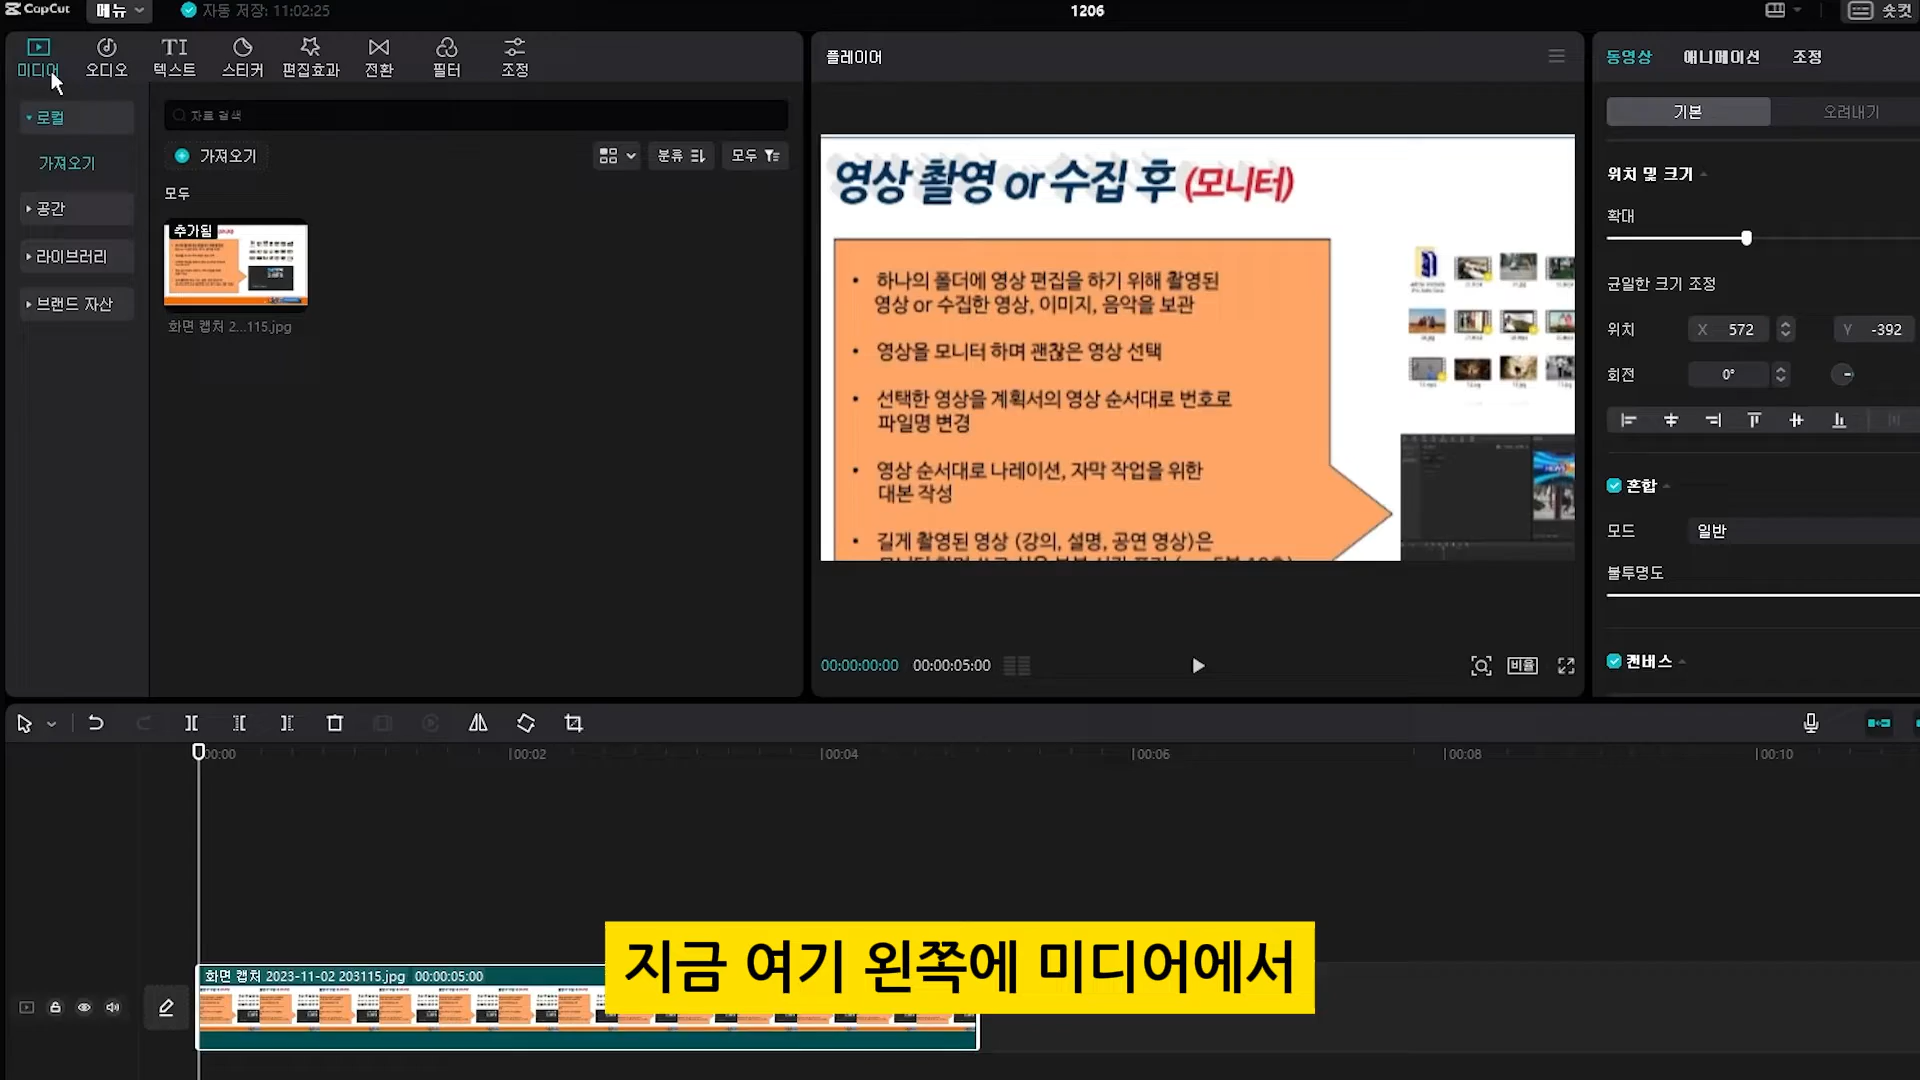 CapCut 메뉴 자동 저장: 11:02:25 1206 숏컷
미디어 오디오 텍스트 스티커 편집효과 전환 필터 조정
로컬
가져오기
공간
라이브러리
브랜드 자산
자료 검색
가져오기 분류 모두
모두
추가됨
화면 캡처 2...115.jpg
플레이어
영상 촬영 or 수집 후 (모니터)
• 하나의 폴더에 영상 편집을 하기 위해 촬영된
영상 or 수집한 영상, 이미지, 음악을 보관
• 영상을 모니터 하며 괜찮은 영상 선택
• 선택한 영상을 계획서의 영상 순서대로 번호로
파일명 변경
• 영상 순서대로 나레이션, 자막 작업을 위한
대본 작성
• 길게 촬영된 영상 (강의, 설명, 공연 영상)은
00:00:00:00 00:00:05:00 비율
동영상 애니메이션 조정
기본 오려내기
위치 및 크기
확대
균일한 크기 조정
위치 X 572 Y -392
회전 0°
혼합
모드 일반
불투명도
캔버스
00:00 00:02 00:04 00:06 00:08 00:10
화면 캡처 2023-11-02 203115.jpg 00:00:05:00
지금 여기 왼쪽에 미디어에서